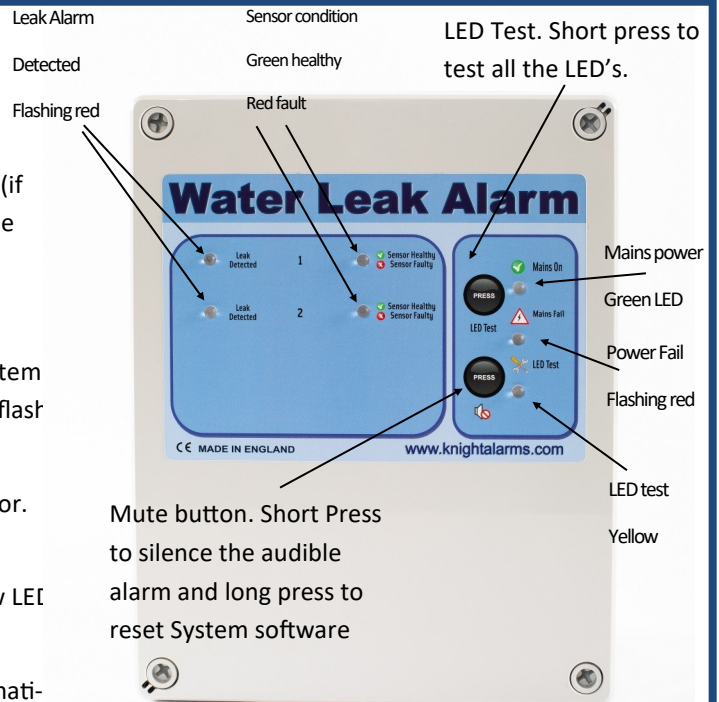 Leak Alarm
Detected
Flashing red
Sensor condition
Green healthy
Red fault
LED Test. Short press to
test all the LED's.
(if
e
tem
flash
or.
LED
nati-
Water Leak Alarm
Leak
Detected
1
Sensor Healthy
Sensor Faulty
Leak
Detected
2
Sensor Healthy
Sensor Faulty
PRESS
LED Test
PRESS
Mains On
Mains Fail
LED Test
CE MADE IN ENGLAND
www.knightalarms.com
Mains power
Green LED
Power Fail
Flashing red
LED test
Yellow
Mute button. Short Press
to silence the audible
alarm and long press to
reset System software